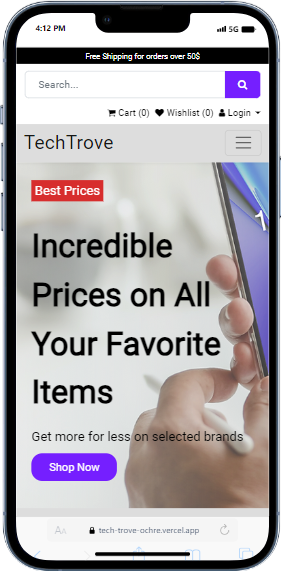 4:12 PM 5G
Free Shipping for orders over 50$
Search...
Cart (0) Wishlist (0) Login
TechTrove
Best Prices
1
Incredible
Prices on All
Your Favorite
Items
Get more for less on selected brands
Shop Now
AA tech-trove-ochre.vercel.app